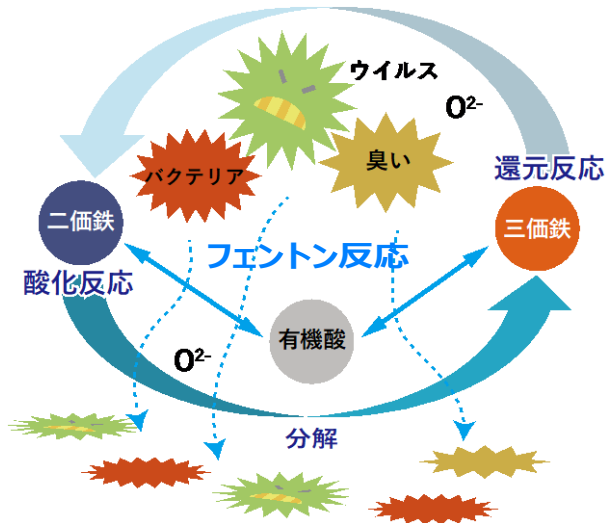 ウイルス
O²⁻
バクテリア
臭い
還元反応
二価鉄
三価鉄
フェントン反応
酸化反応
有機酸
O²⁻
分解